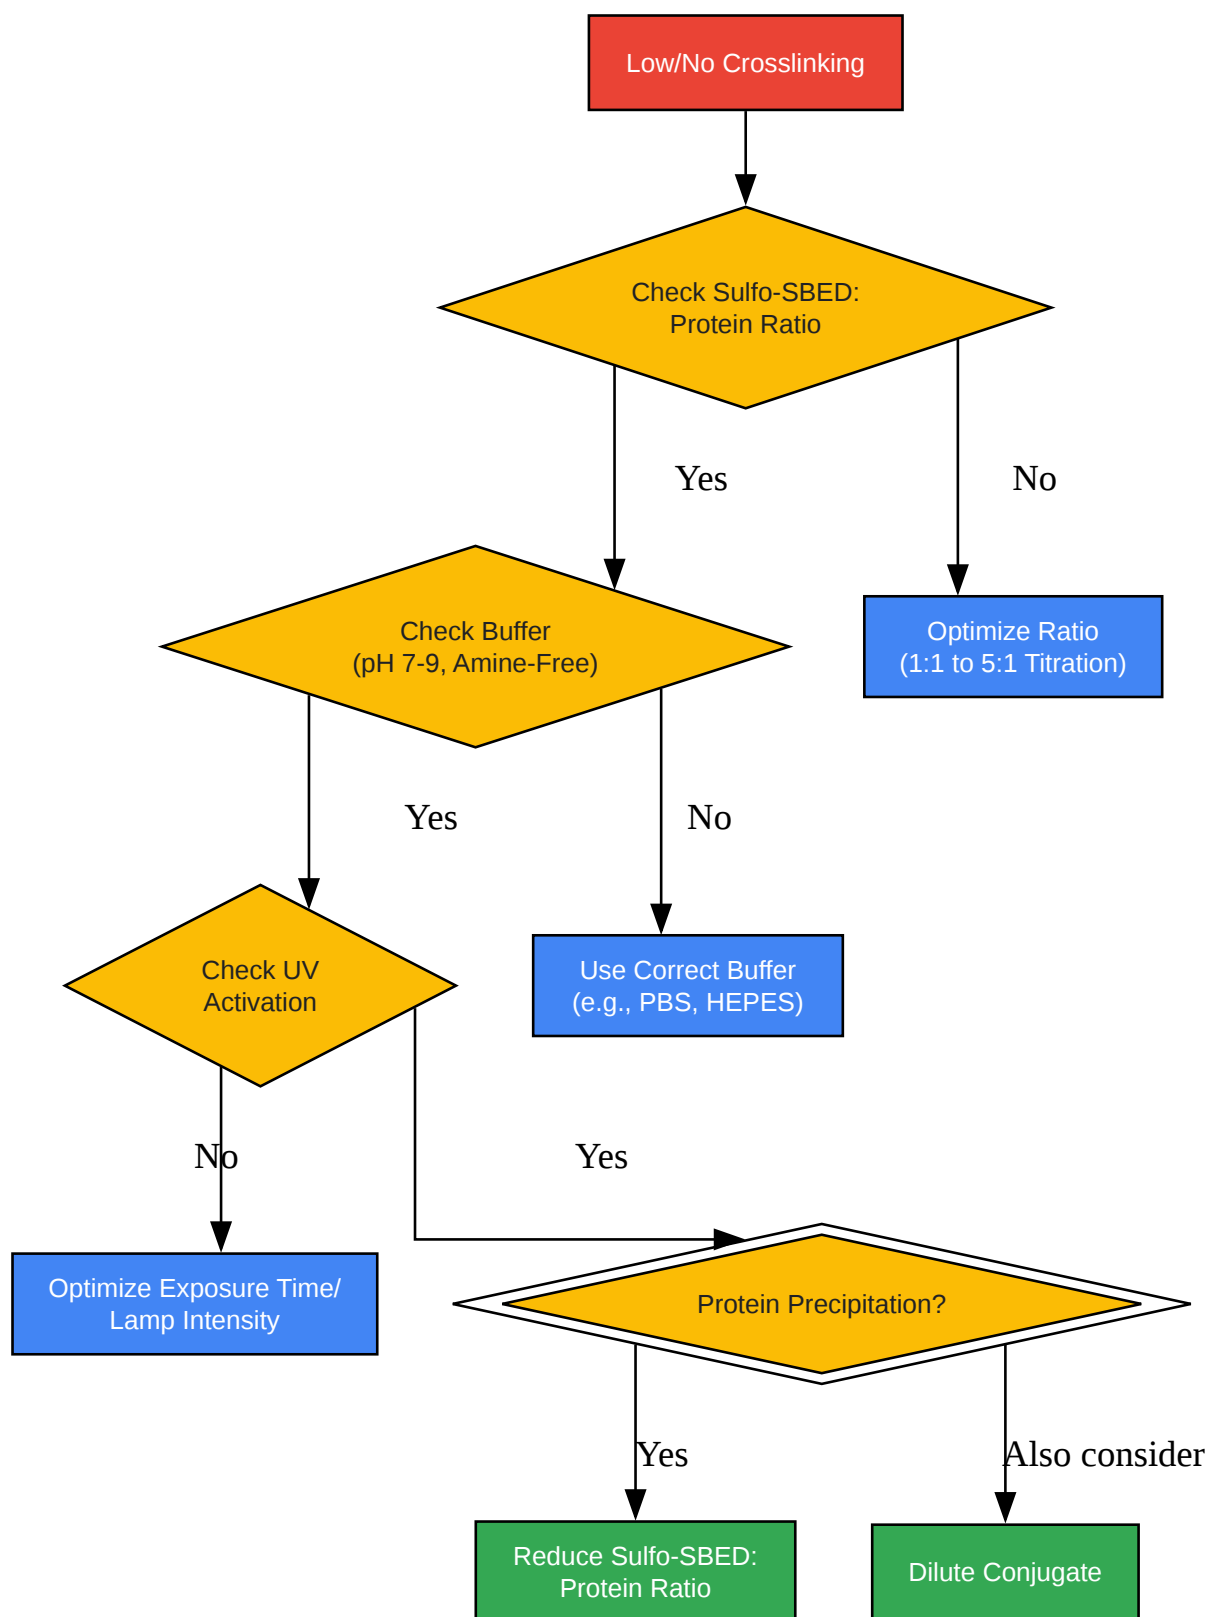 Low/No Crosslinking
Check Sulfo-SBED:
Protein Ratio
Yes
No
Check Buffer
(pH 7-9, Amine-Free)
Optimize Ratio
(1:1 to 5:1 Titration)
Yes
No
Check UV
Activation
Use Correct Buffer
(e.g., PBS, HEPES)
No
Yes
Optimize Exposure Time/
Lamp Intensity
Protein Precipitation?
Yes
Also consider
Reduce Sulfo-SBED:
Protein Ratio
Dilute Conjugate